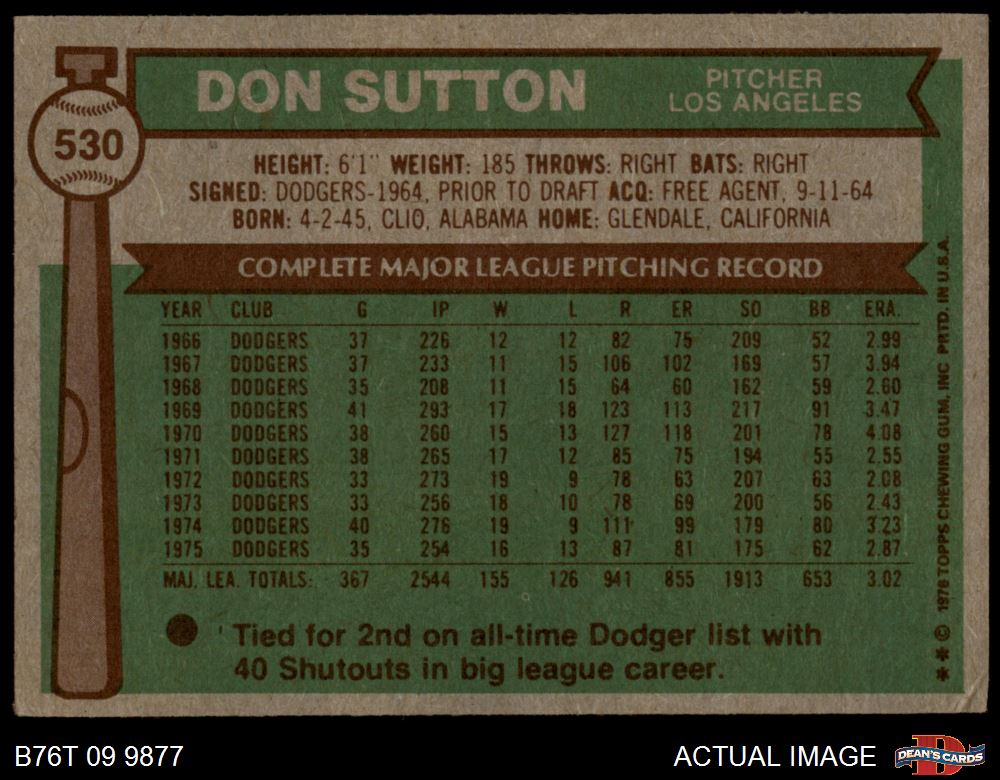 DON SUTTON
PITCHER
LOS ANGELES
530
HEIGHT: 6'1" WEIGHT: 185 THROWS: RIGHT BATS: RIGHT
SIGNED: DODGERS-1964, PRIOR TO DRAFT ACQ: FREE AGENT, 9-11-64
BORN: 4-2-45, CLIO, ALABAMA HOME: GLENDALE, CALIFORNIA
COMPLETE MAJOR LEAGUE PITCHING RECORD
YEAR CLUB G IP W L R ER SO BB ERA.
1966 DODGERS 37 226 12 12 82 75 209 52 2.99
1967 DODGERS 37 233 11 15 106 102 169 57 3.94
1968 DODGERS 35 208 11 15 64 60 162 59 2.60
1969 DODGERS 41 293 17 18 123 113 217 91 3.47
1970 DODGERS 38 260 15 13 127 118 201 78 4.08
1971 DODGERS 38 265 17 12 85 75 194 55 2.55
1972 DODGERS 33 273 19 9 78 63 207 63 2.08
1973 DODGERS 33 256 18 10 78 69 200 56 2.43
1974 DODGERS 40 276 19 9 111 99 179 80 3.23
1975 DODGERS 35 254 16 13 87 81 175 62 2.87
MAJ. LEA. TOTALS: 367 2544 155 126 941 855 1913 653 3.02
Tied for 2nd on all-time Dodger list with
40 Shutouts in big league career.
** © 1976 TOPPS CHEWING GUM, INC PRTD. IN U.S.A.
B76T 09 9877
ACTUAL IMAGE
DEAN'S CARDS